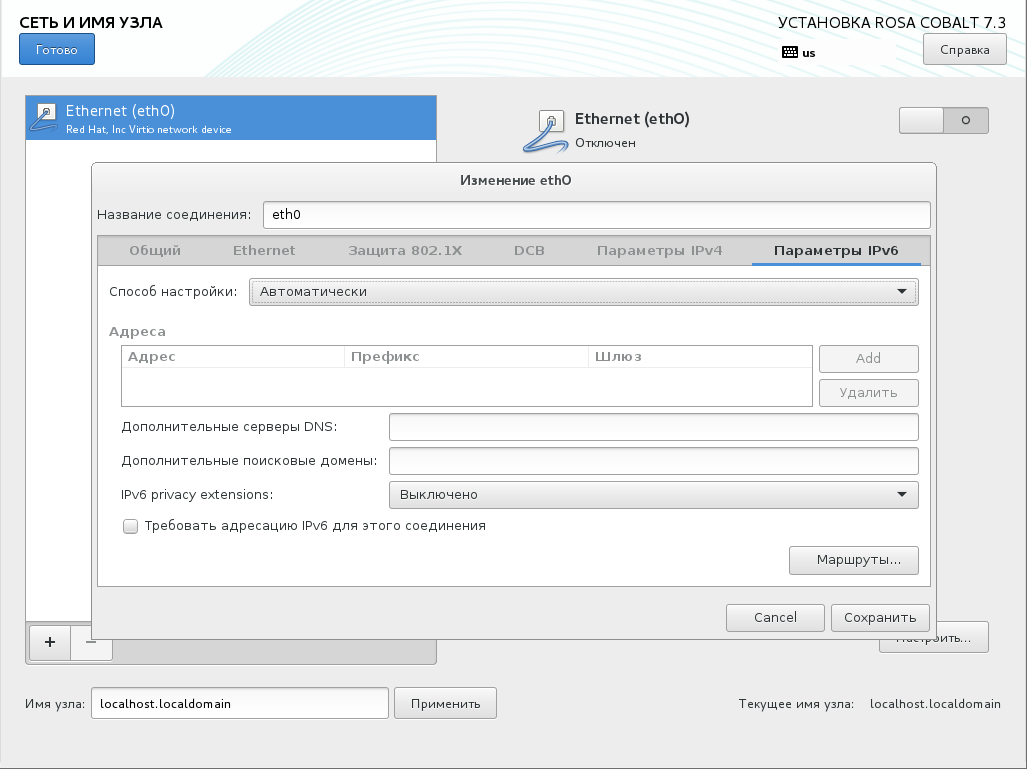 СЕТЬ И ИМЯ УЗЛА
УСТАНОВКА ROSA COBALT 7.3
Готово
us
Справка
Ethernet (eth0)
Red Hat, Inc Virtio network device
Ethernet (eth0)
Отключен
Изменение eth0
Название соединения: eth0
Общий Ethernet Защита 802.1X DCB Параметры IPv4 Параметры IPv6
Способ настройки: Автоматически
Адреса
Адрес Префикс Шлюз
Add
Удалить
Дополнительные серверы DNS:
Дополнительные поисковые домены:
IPv6 privacy extensions: Выключено
Требовать адресацию IPv6 для этого соединения
Маршруты...
Cancel Сохранить
+ −
Настроить...
Имя узла: localhost.localdomain Применить
Текущее имя узла: localhost.localdomain